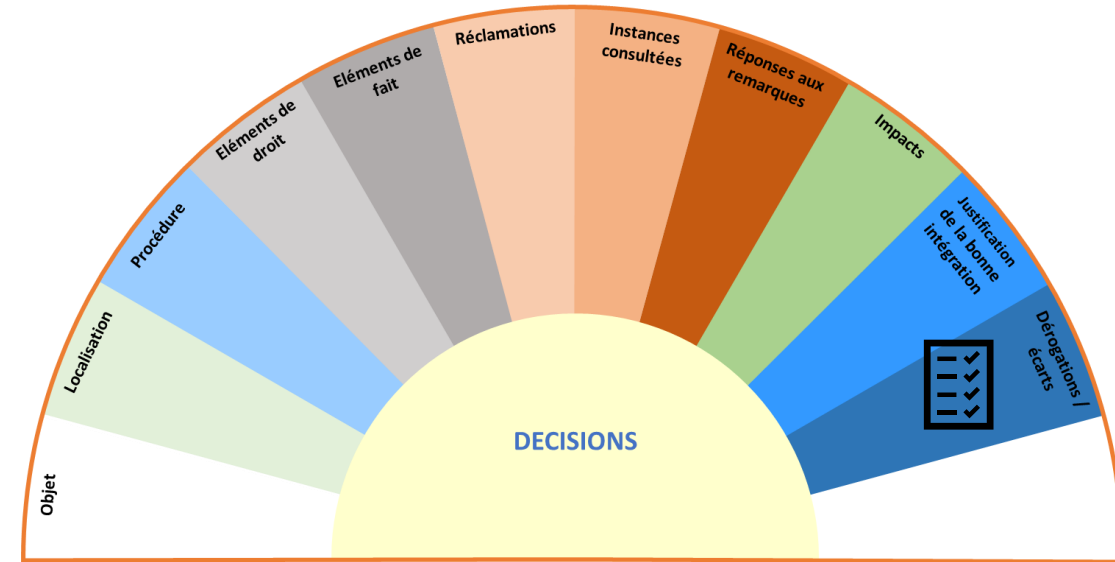 Objet
Localisation
Procédure
Eléments de
droit
Eléments de
fait
Réclamations
Instances
consultées
Réponses aux
remarques
Impacts
Justification
de la bonne
intégration
Dérogations /
écarts
DECISIONS